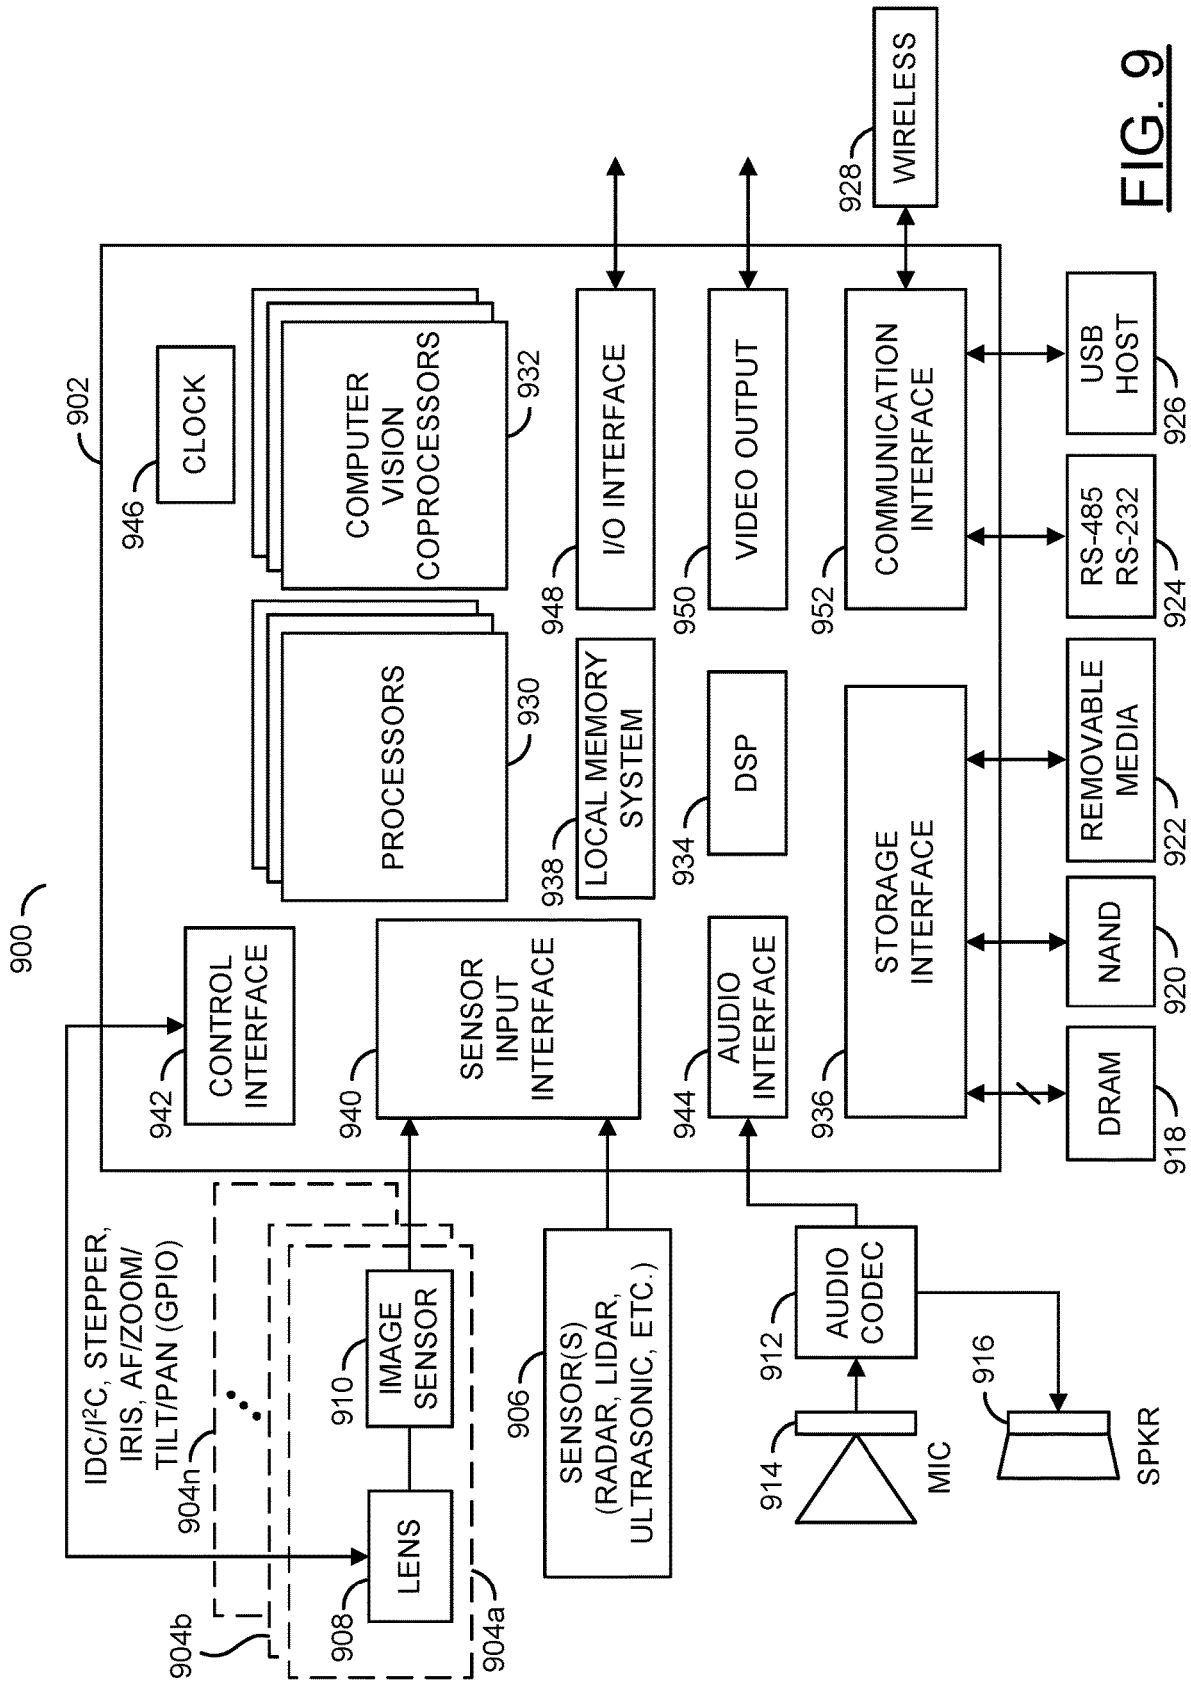 900
902
IDC/I²C, STEPPER,
IRIS, AF/ZOOM/
TILT/PAN (GPIO)
904n
904b
904a
908
LENS
910
IMAGE
SENSOR
942
CONTROL
INTERFACE
946
CLOCK
940
SENSOR
INPUT
INTERFACE
PROCESSORS
930
COMPUTER
VISION
COPROCESSORS
932
906
SENSOR(S)
(RADAR, LIDAR,
ULTRASONIC, ETC.)
938
LOCAL MEMORY
SYSTEM
948
I/O INTERFACE
944
AUDIO
INTERFACE
934
DSP
950
VIDEO OUTPUT
914
MIC
912
AUDIO
CODEC
916
SPKR
936
STORAGE
INTERFACE
952
COMMUNICATION
INTERFACE
928
WIRELESS
DRAM
918
NAND
920
REMOVABLE
MEDIA
922
RS-485
RS-232
924
USB
HOST
926
FIG. 9